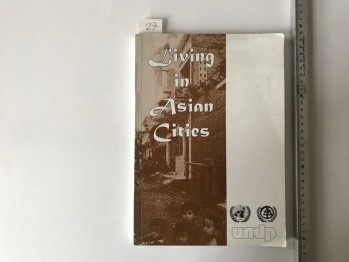 27
Living
in
Asian
Cities
undp